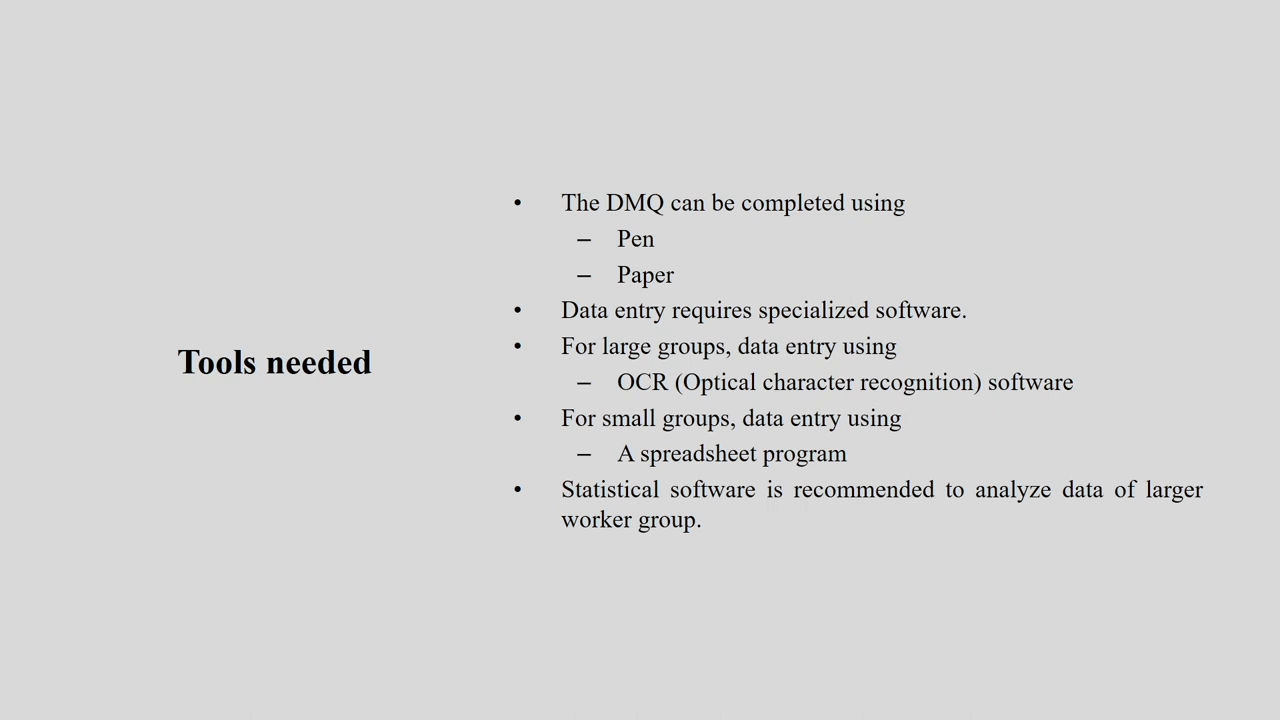 Tools needed
• The DMQ can be completed using
– Pen
– Paper
• Data entry requires specialized software.
• For large groups, data entry using
– OCR (Optical character recognition) software
• For small groups, data entry using
– A spreadsheet program
• Statistical software is recommended to analyze data of larger
worker group.